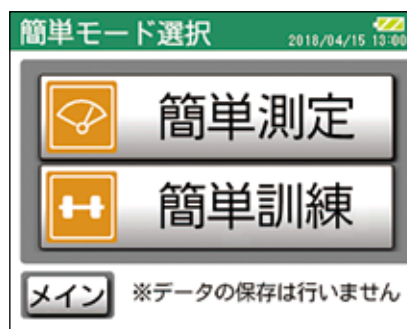 簡単モード選択
2018/04/15 13:00
簡単測定
簡単訓練
メイン
※データの保存は行いません